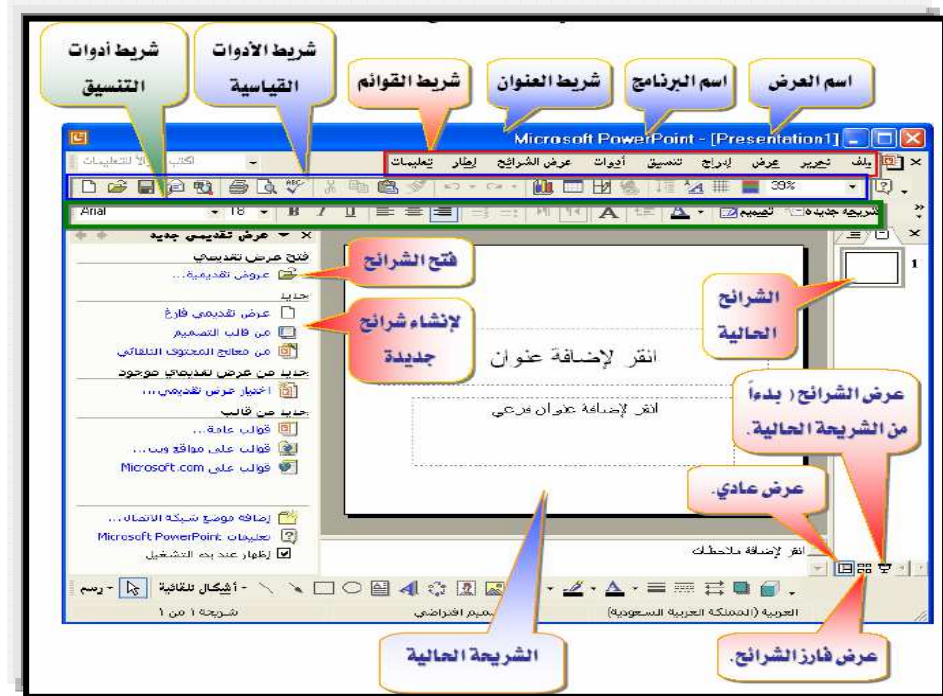 اسم العرض
اسم البرنامج
شريط العنوان
شريط القوائم
شريط الأدوات
القياسية
شريط أدوات
التنسيق
Microsoft PowerPoint - [Presentation1]
ملف تحرير عرض إدراج تنسيق أدوات عرض الشرائح إطار تعليمات
39%
Arial
18
B I U
تصميم
شريحة جديدة
عرض تقديمي جديد
فتح عرض تقديمي
عروض تقديمية...
جديد
عرض تقديمي فارغ
من قالب التصميم
من معالج المحتوى التلقائي
جديد من عرض تقديمي موجود
اختيار عرض تقديمي...
جديد من قالب
قوالب عامة...
قوالب على مواقع ويب...
قوالب على Microsoft.com
إضافة موضع شبكة الاتصال...
تعليمات Microsoft PowerPoint
إظهار عند بدء التشغيل
فتح الشرائح
لإنشاء شرائح
جديدة
الشرائح
الحالية
1
انقر لإضافة عنوان
انقر لإضافة عنوان فرعي
عرض الشرائح ( بدءاً
من الشريحة الحالية.
عرض عادي.
انقر لإضافة ملاحظات
رسم
أشكال تلقائية
العربية (المملكة العربية السعودية)
شريحة ١ من ١
الشريحة الحالية
عرض فارز الشرائح.